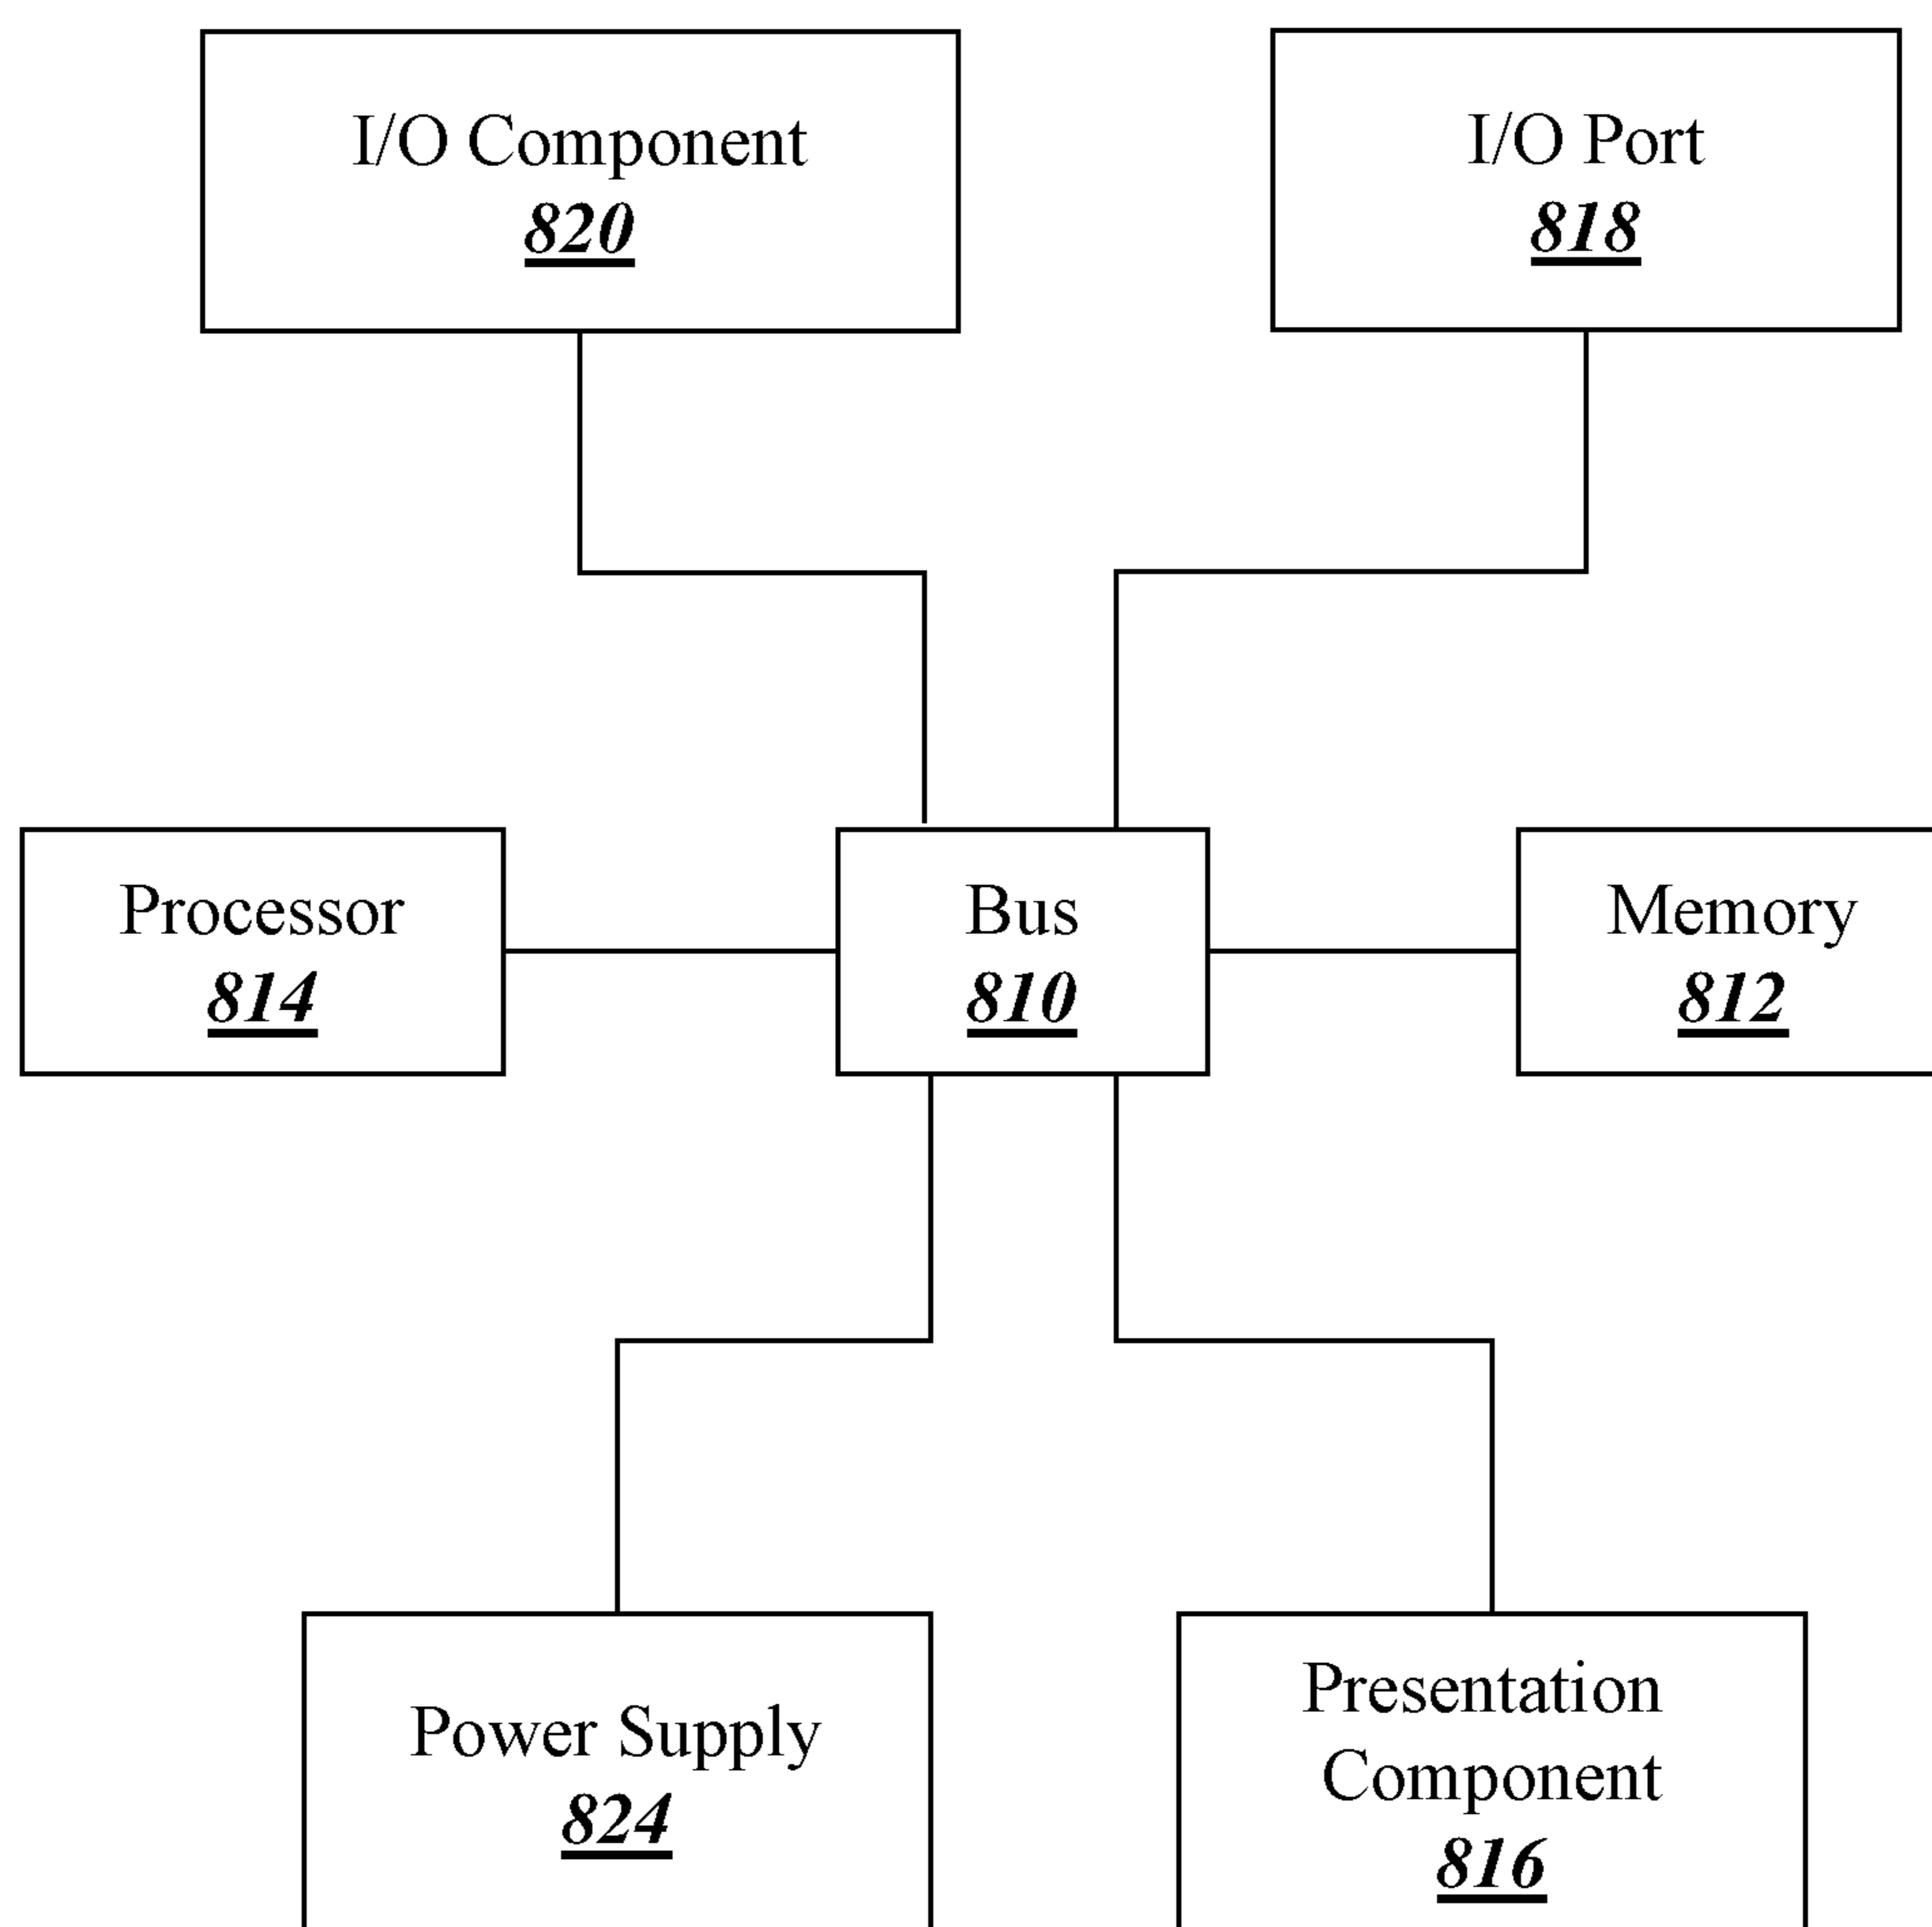 I/O Component
820
I/O Port
818
Processor
814
Bus
810
Memory
812
Power Supply
824
Presentation
Component
816